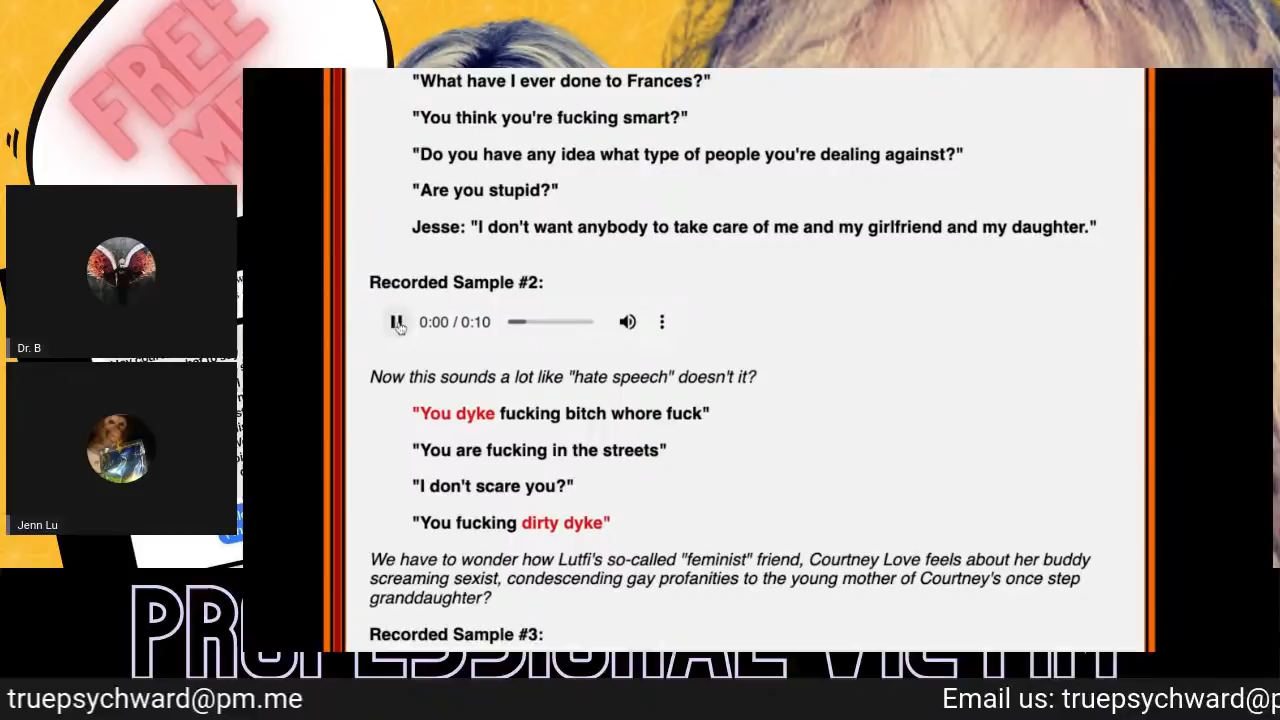 FREE
ME
"What have I ever done to Frances?"
"You think you're fucking smart?"
"Do you have any idea what type of people you're dealing against?"
"Are you stupid?"
Jesse: "I don't want anybody to take care of me and my girlfriend and my daughter."
Recorded Sample #2:
0:00 / 0:10
Now this sounds a lot like "hate speech" doesn't it?
"You dyke fucking bitch whore fuck"
"You are fucking in the streets"
"I don't scare you?"
"You fucking dirty dyke"
We have to wonder how Lutfi's so-called "feminist" friend, Courtney Love feels about her buddy
screaming sexist, condescending gay profanities to the young mother of Courtney's once step
granddaughter?
Recorded Sample #3:
Dr. B
Jenn Lu
PROFESSIONAL VICTIM
truepsychward@pm.me
Email us: truepsychward@p